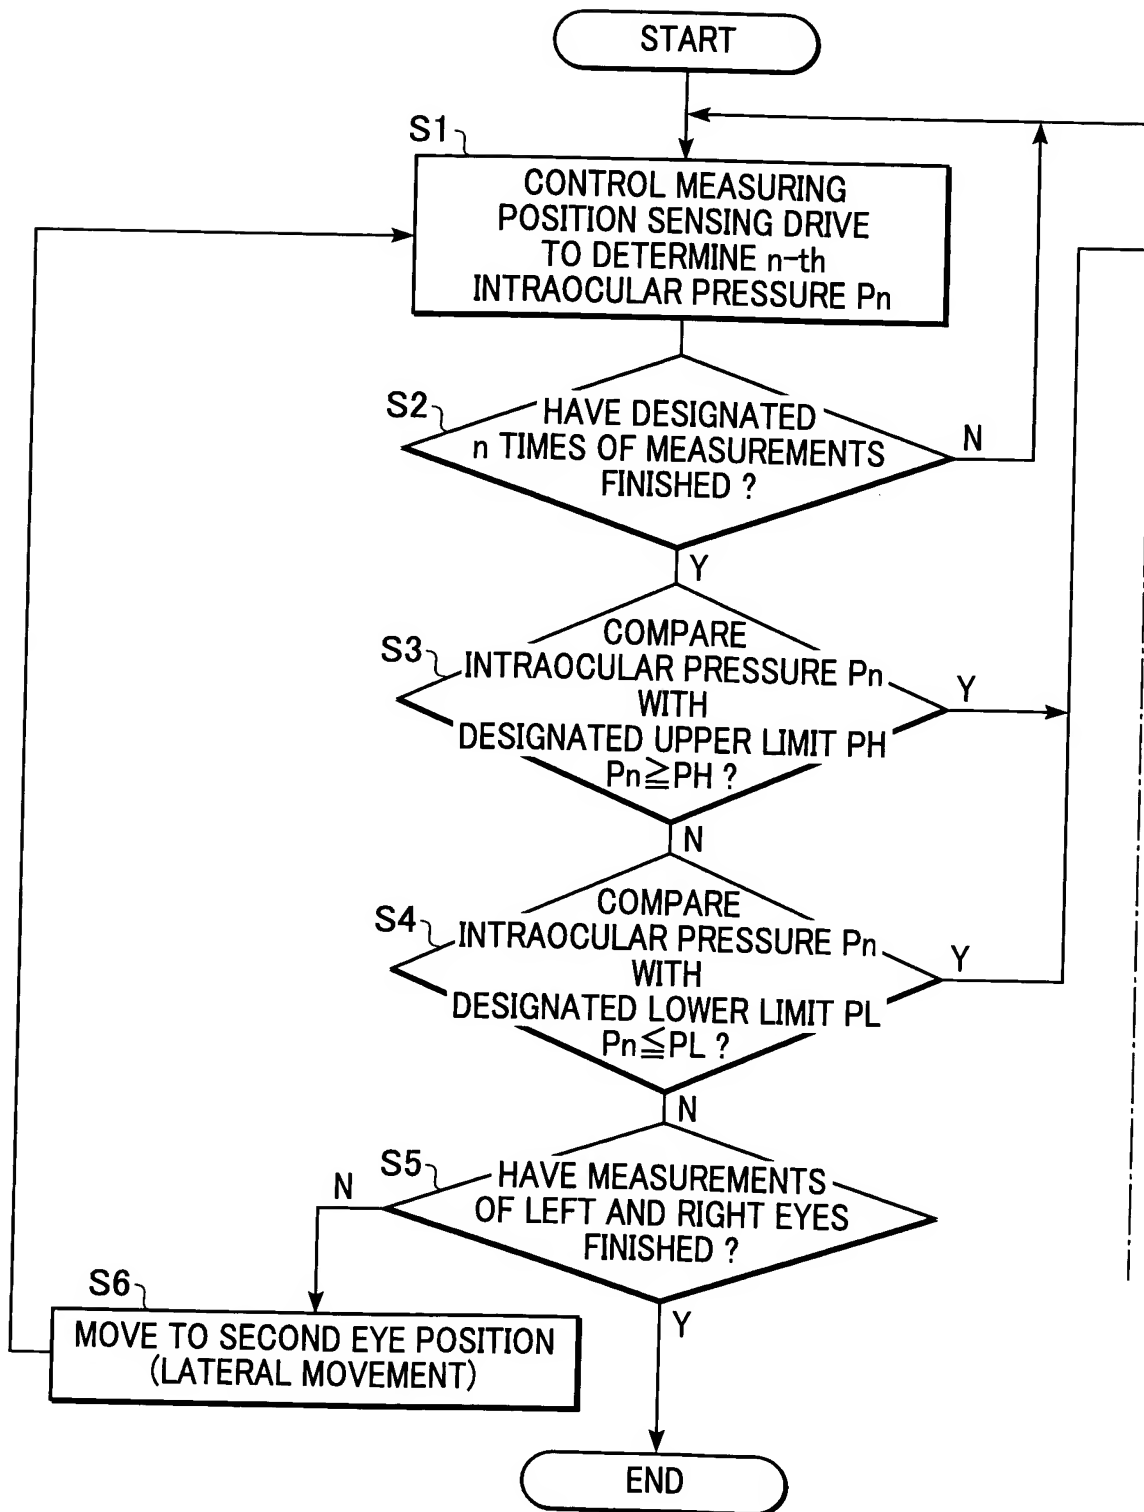 START
S1
CONTROL MEASURING
POSITION SENSING DRIVE
TO DETERMINE n-th
INTRAOCULAR PRESSURE Pn
S2
HAVE DESIGNATED
n TIMES OF MEASUREMENTS
FINISHED ?
N
Y
S3
COMPARE
INTRAOCULAR PRESSURE Pn
WITH
DESIGNATED UPPER LIMIT PH
Pn≧PH ?
Y
N
S4
COMPARE
INTRAOCULAR PRESSURE Pn
WITH
DESIGNATED LOWER LIMIT PL
Pn≦PL ?
Y
N
S5
HAVE MEASUREMENTS
OF LEFT AND RIGHT EYES
FINISHED ?
N
Y
S6
MOVE TO SECOND EYE POSITION
(LATERAL MOVEMENT)
END